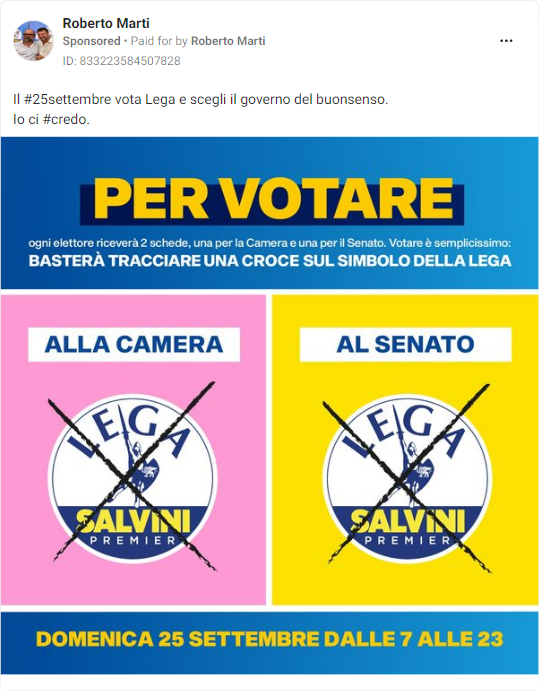 Roberto Marti
Sponsored • Paid for by Roberto Marti
ID: 833223584507828
Il #25settembre vota Lega e scegli il governo del buonsenso.
Io ci #credo.
PER VOTARE
ogni elettore riceverà 2 schede, una per la Camera e una per il Senato. Votare è semplicissimo:
BASTERÀ TRACCIARE UNA CROCE SUL SIMBOLO DELLA LEGA
ALLA CAMERA
LEGA
SALVINI
PREMIER
AL SENATO
LEGA
SALVINI
PREMIER
DOMENICA 25 SETTEMBRE DALLE 7 ALLE 23